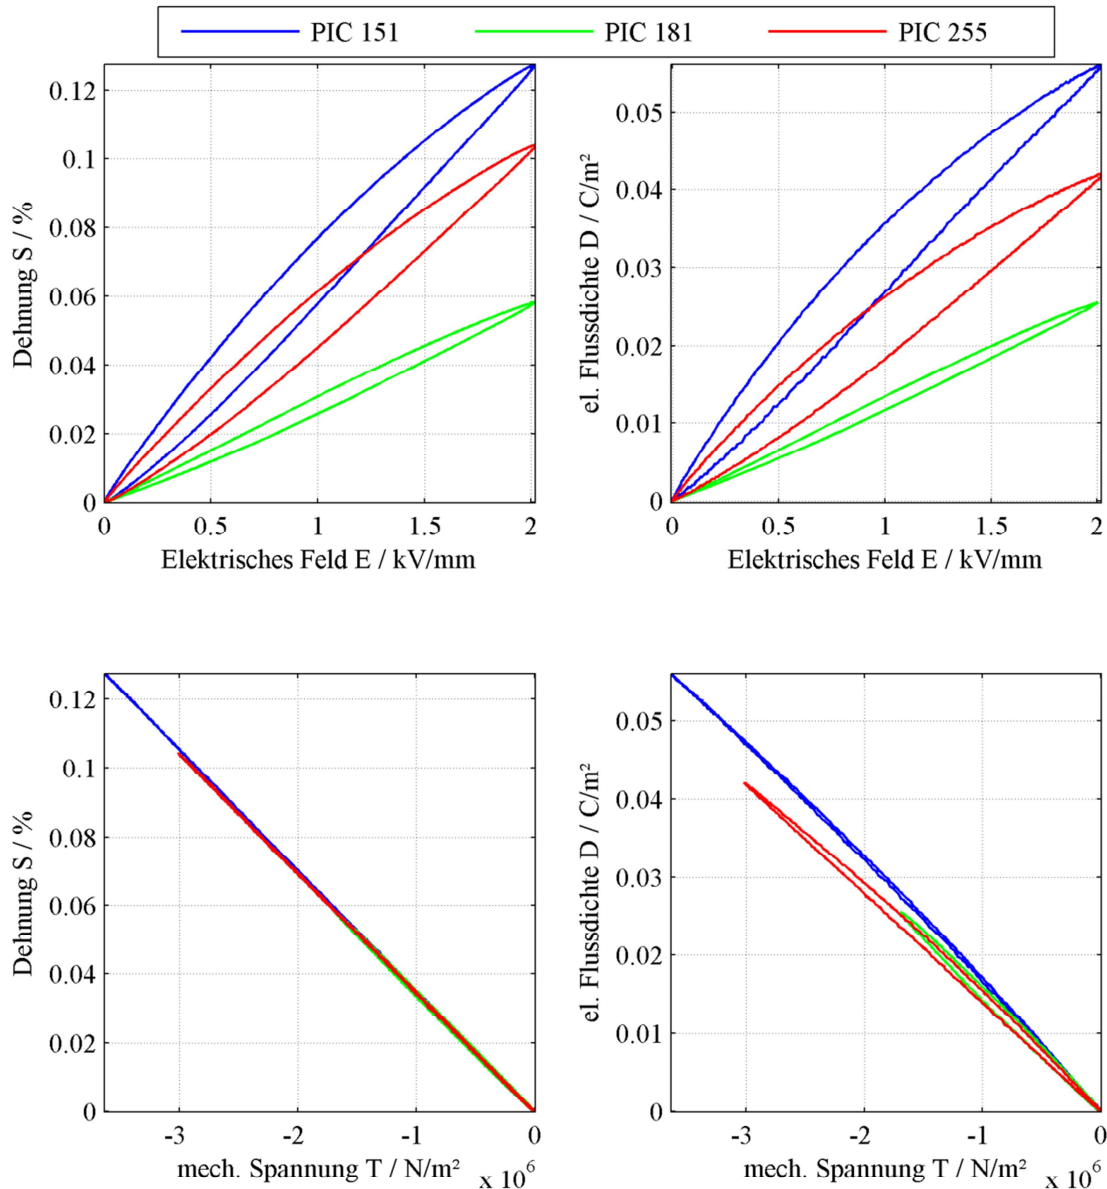 PIC 151 PIC 181 PIC 255
Dehnung S / %
0.12
0.1
0.08
0.06
0.04
0.02
0
0 0.5 1 1.5 2
Elektrisches Feld E / kV/mm
el. Flussdichte D / C/m²
0.05
0.04
0.03
0.02
0.01
0
0 0.5 1 1.5 2
Elektrisches Feld E / kV/mm
Dehnung S / %
0.12
0.1
0.08
0.06
0.04
0.02
0
-3 -2 -1 0
mech. Spannung T / N/m²
x 10⁶
el. Flussdichte D / C/m²
0.05
0.04
0.03
0.02
0.01
0
-3 -2 -1 0
mech. Spannung T / N/m²
x 10⁶